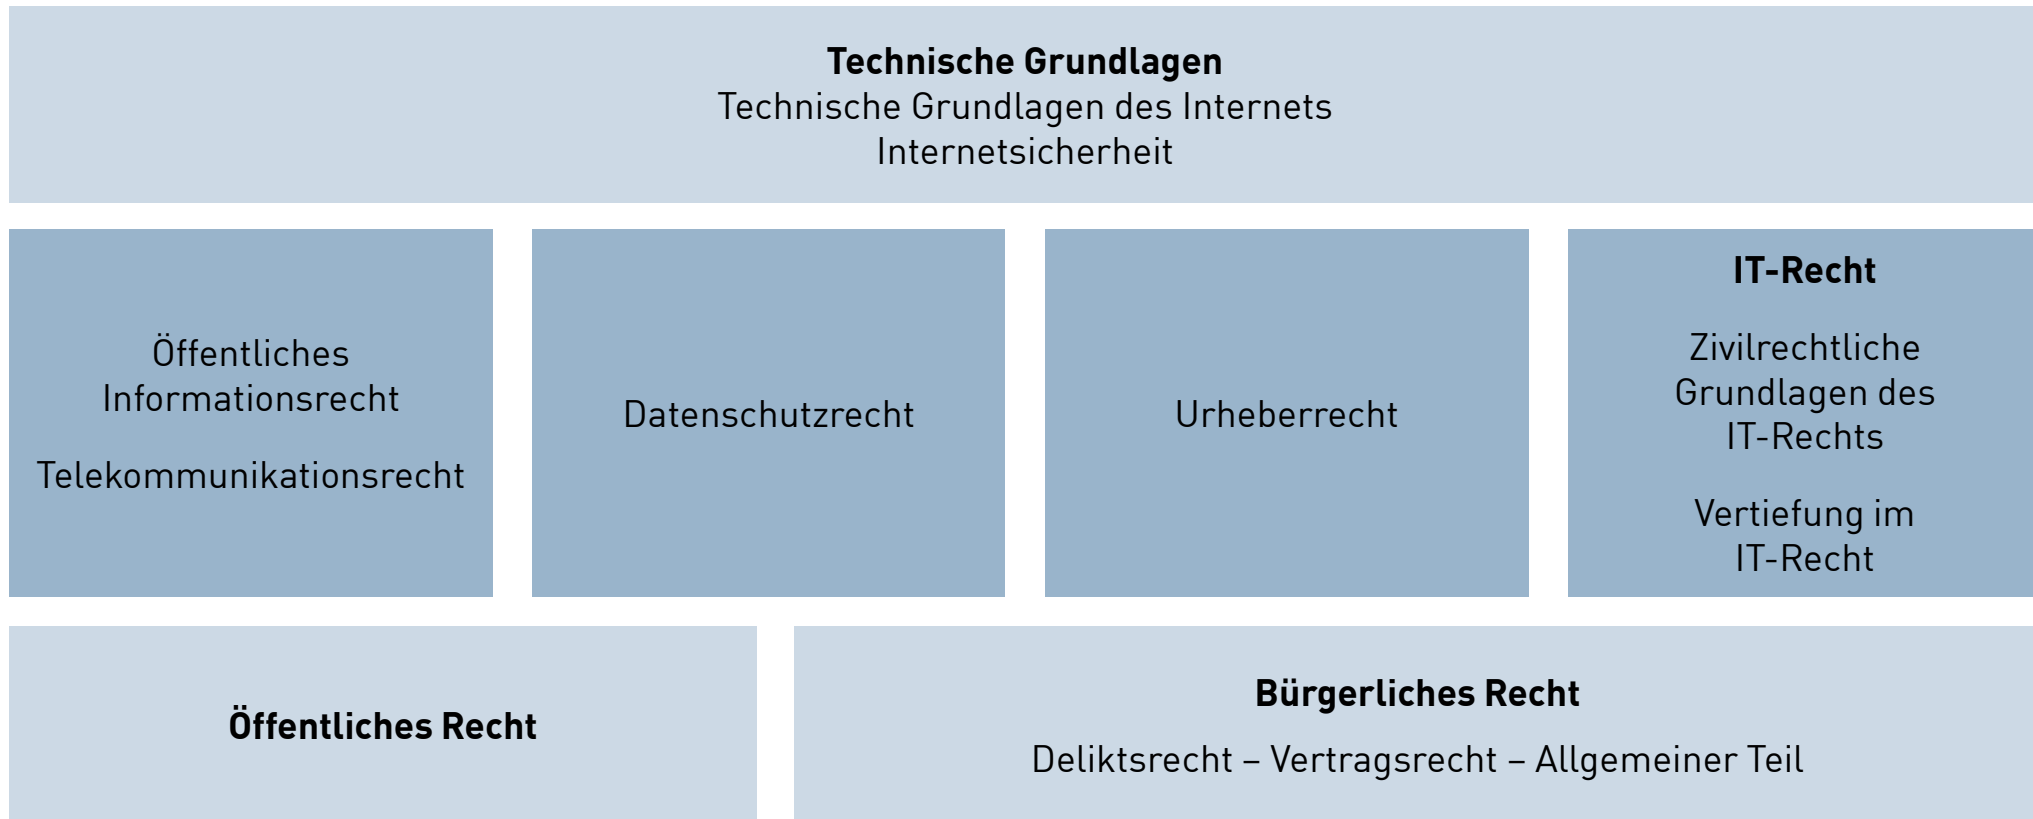 Technische Grundlagen
Technische Grundlagen des Internets
Internetsicherheit
Öffentliches
Informationsrecht
Telekommunikationsrecht
Datenschutzrecht
Urheberrecht
IT-Recht
Zivilrechtliche
Grundlagen des
IT-Rechts
Vertiefung im
IT-Recht
Öffentliches Recht
Bürgerliches Recht
Deliktsrecht – Vertragsrecht – Allgemeiner Teil